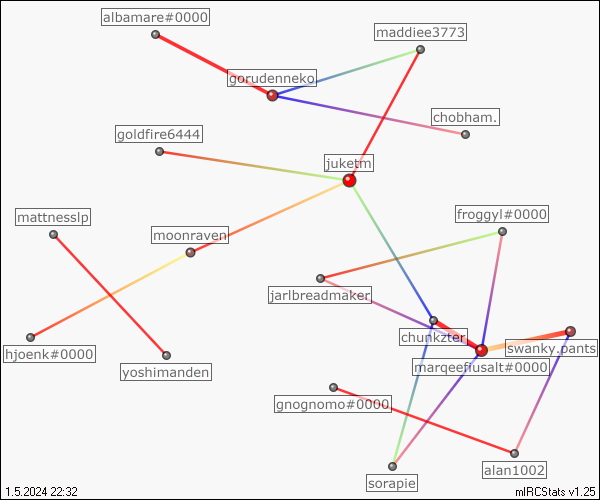 albamare#0000
maddiee3773
gorudenneko
chobham.
goldfire6444
juketm
mattnesslp
froggyl#0000
moonraven
jarlbreadmaker
chunkzter
swanky.pants
hjoenk#0000
marqeefiusalt#0000
yoshimanden
gnognomo#0000
alan1002
sorapie
1.5.2024 22:32
mIRCStats v1.25